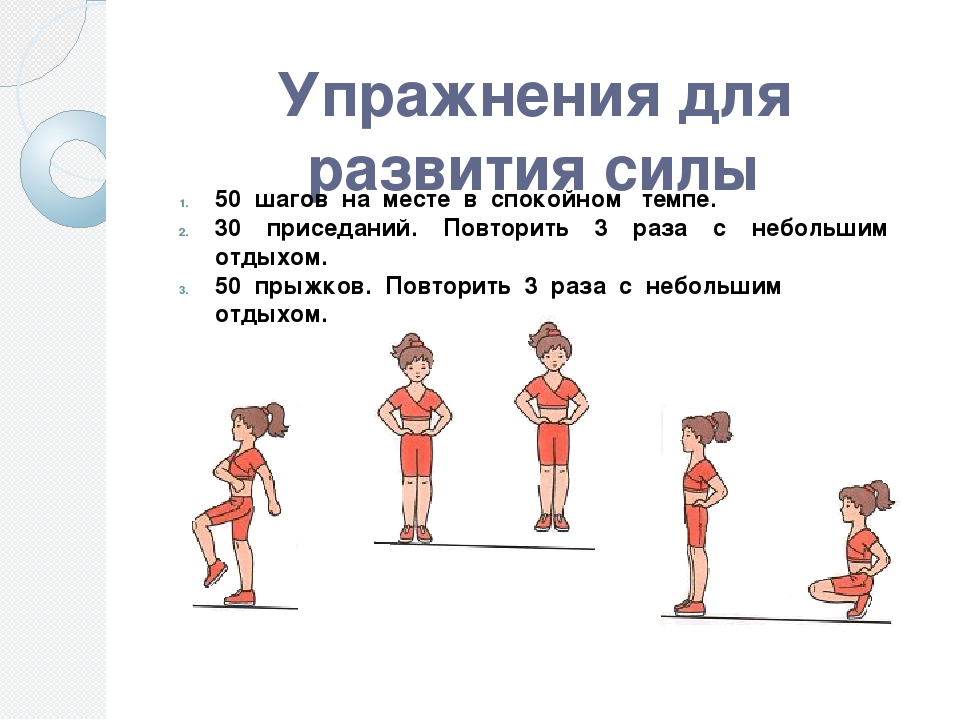 Упражнения для
развития силы
1. 50 шагов на месте в спокойном темпе.
2. 30 приседаний. Повторить 3 раза с небольшим
отдыхом.
3. 50 прыжков. Повторить 3 раза с небольшим
отдыхом.